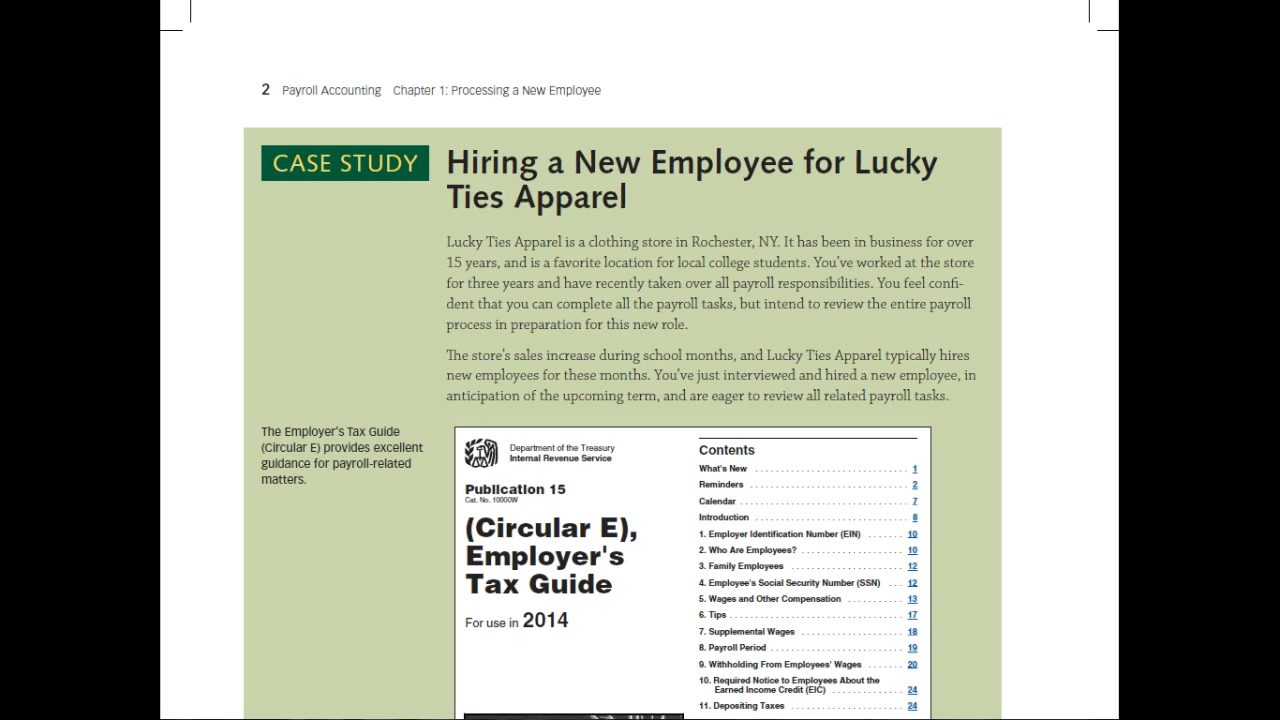 2 Payroll Accounting Chapter 1: Processing a New Employee
CASE STUDY
Hiring a New Employee for Lucky
Ties Apparel
Lucky Ties Apparel is a clothing store in Rochester, NY. It has been in business for over
15 years, and is a favorite location for local college students. You've worked at the store
for three years and have recently taken over all payroll responsibilities. You feel confi-
dent that you can complete all the payroll tasks, but intend to review the entire payroll
process in preparation for this new role.
The store's sales increase during school months, and Lucky Ties Apparel typically hires
new employees for these months. You've just interviewed and hired a new employee, in
anticipation of the upcoming term, and are eager to review all related payroll tasks.
The Employer's Tax Guide
(Circular E) provides excellent
guidance for payroll-related
matters.
Department of the Treasury
Internal Revenue Service
Publication 15
Cat. No. 10000W
(Circular E),
Employer's
Tax Guide
For use in 2014
Contents
What's New . . . . . . . . . . . . . . . . . . . . . . . . . . . . 1
Reminders . . . . . . . . . . . . . . . . . . . . . . . . . . . . . 2
Calendar . . . . . . . . . . . . . . . . . . . . . . . . . . . . . . 7
Introduction . . . . . . . . . . . . . . . . . . . . . . . . . . . . 8
1. Employer Identification Number (EIN) . . . . . . . 10
2. Who Are Employees? . . . . . . . . . . . . . . . . . . . 10
3. Family Employees . . . . . . . . . . . . . . . . . . . . . 12
4. Employee's Social Security Number (SSN) . . . 12
5. Wages and Other Compensation . . . . . . . . . . . 13
6. Tips . . . . . . . . . . . . . . . . . . . . . . . . . . . . . . . . 17
7. Supplemental Wages . . . . . . . . . . . . . . . . . . . 18
8. Payroll Period . . . . . . . . . . . . . . . . . . . . . . . . 19
9. Withholding From Employees' Wages . . . . . . . 20
10. Required Notice to Employees About the
Earned Income Credit (EIC) . . . . . . . . . . . . . . 24
11. Depositing Taxes . . . . . . . . . . . . . . . . . . . . . 24